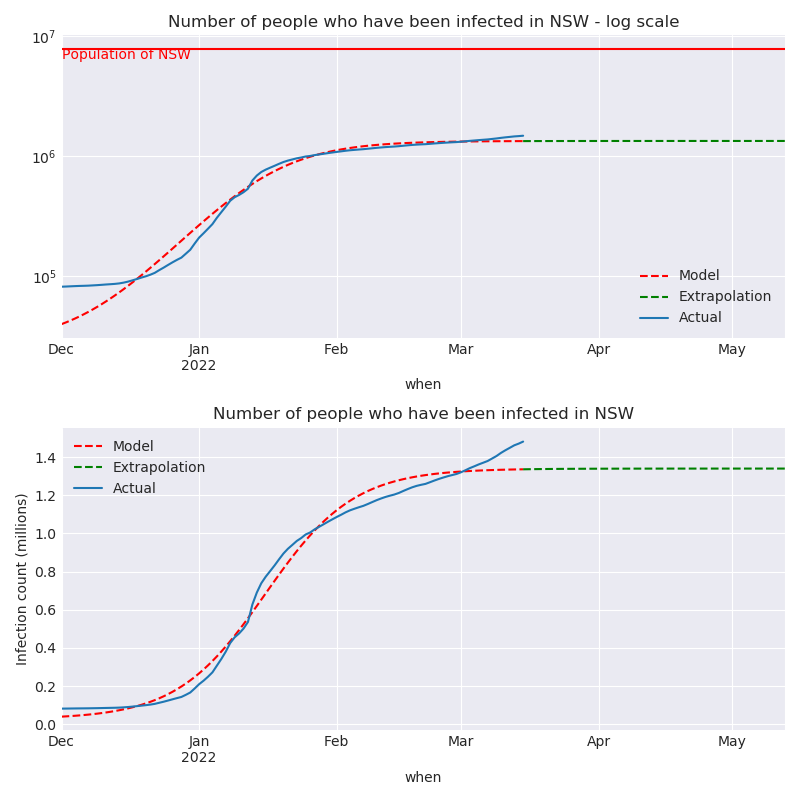 Number of people who have been infected in NSW - log scale
10^7
Population of NSW
10^6
10^5
Model
Extrapolation
Actual
Dec Jan Feb Mar Apr May
2022
when
Number of people who have been infected in NSW
Model
Extrapolation
Actual
Infection count (millions)
1.4
1.2
1.0
0.8
0.6
0.4
0.2
0.0
Dec Jan Feb Mar Apr May
2022
when